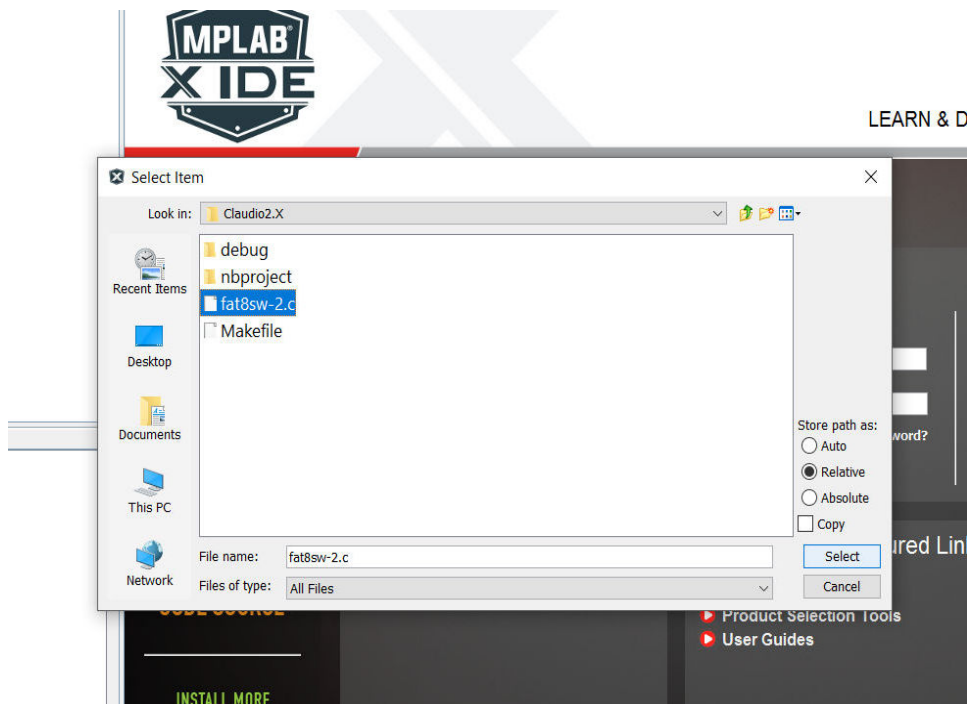 MPLAB®
X IDE
LEARN & D
Select Item
Look in: Claudio2.X
debug
nbproject
fat8sw-2.c
Makefile
Recent Items
Desktop
Documents
This PC
Network
Store path as:
Auto
Relative
Absolute
Copy
File name: fat8sw-2.c
Select
Files of type: All Files
Cancel
word?
ured Lin
CODE SOURCE
Product Selection Tools
User Guides
INSTALL MORE